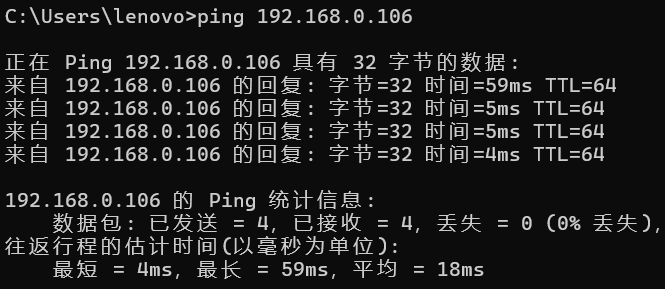 C:\Users\lenovo>ping 192.168.0.106
正在 Ping 192.168.0.106 具有 32 字节的数据:
来自 192.168.0.106 的回复: 字节=32 时间=59ms TTL=64
来自 192.168.0.106 的回复: 字节=32 时间=5ms TTL=64
来自 192.168.0.106 的回复: 字节=32 时间=5ms TTL=64
来自 192.168.0.106 的回复: 字节=32 时间=4ms TTL=64
192.168.0.106 的 Ping 统计信息:
数据包: 已发送 = 4, 已接收 = 4, 丢失 = 0 (0% 丢失),
往返行程的估计时间(以毫秒为单位):
最短 = 4ms, 最长 = 59ms, 平均 = 18ms